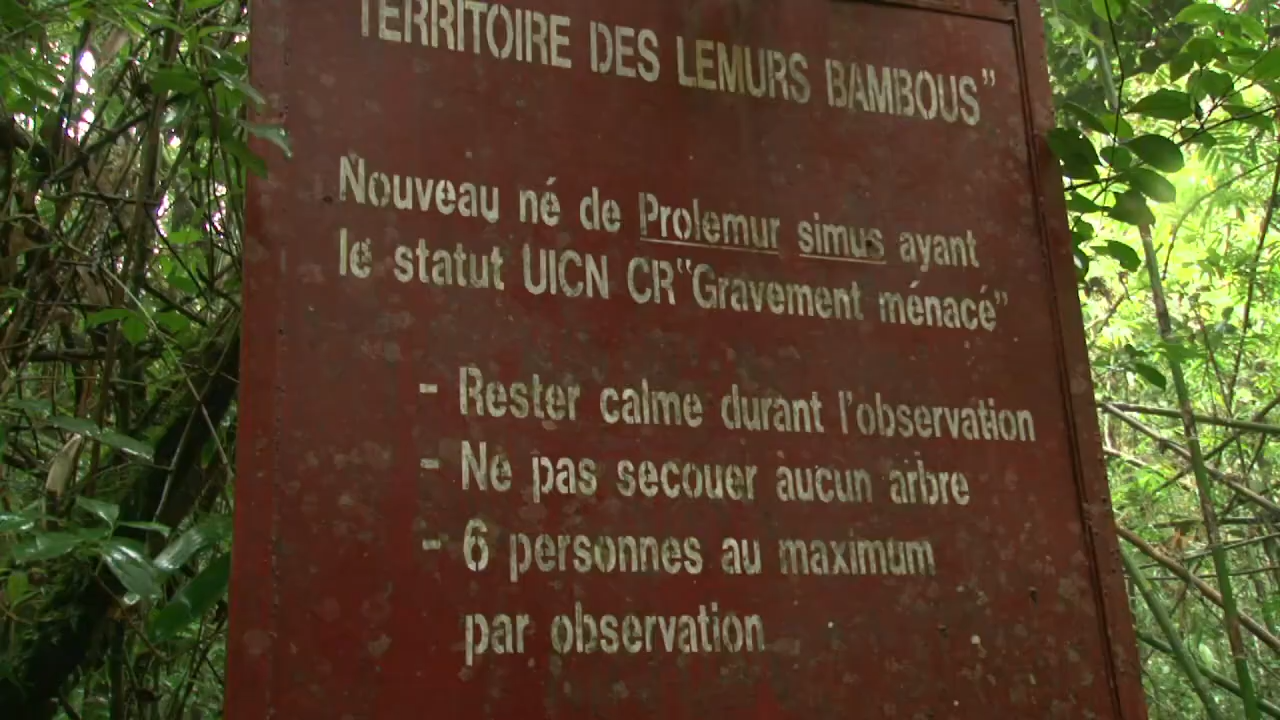 TERRITOIRE DES LEMURS BAMBOUS"
Nouveau né de Prolemur simus ayant
le statut UICN CR "Gravement ménacé"
- Rester calme durant l'observation
- Ne pas secouer aucun arbre
- 6 personnes au maximum
par observation